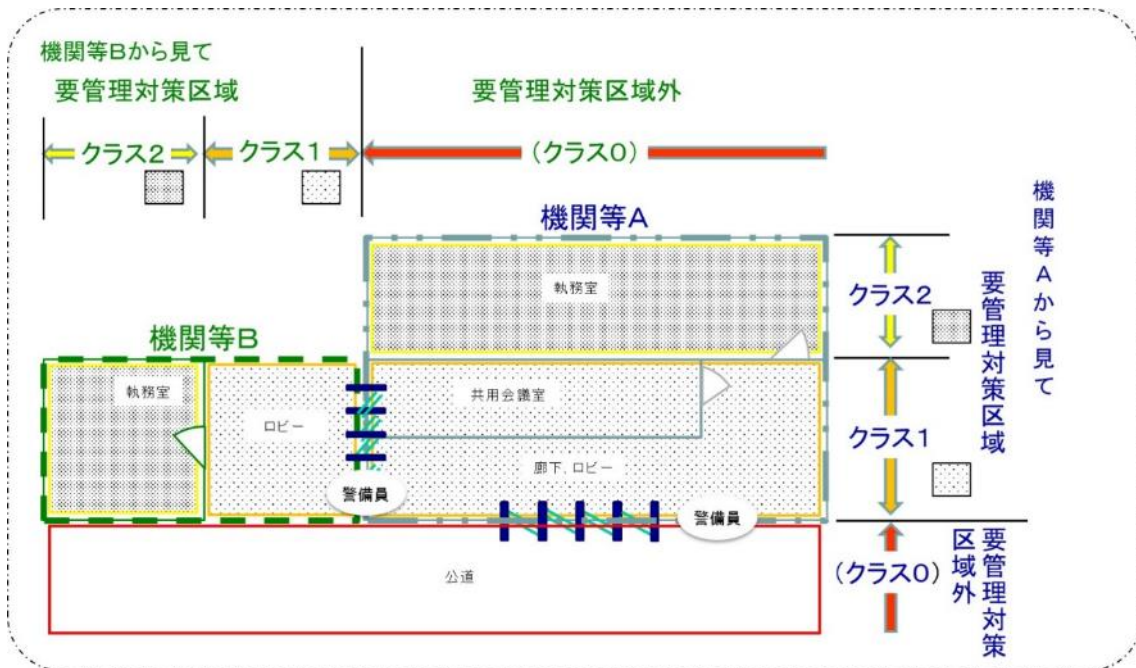 機関等Bから見て
要管理対策区域
要管理対策区域外
クラス2
クラス1
(クラス0)
機関等A
機関等Aから見て
執務室
クラス2
要管理対策区域
機関等B
執務室
ロビー
共用会議室
クラス1
廊下、ロビー
警備員
警備員
公道
(クラス0)
要管理対策
区域外